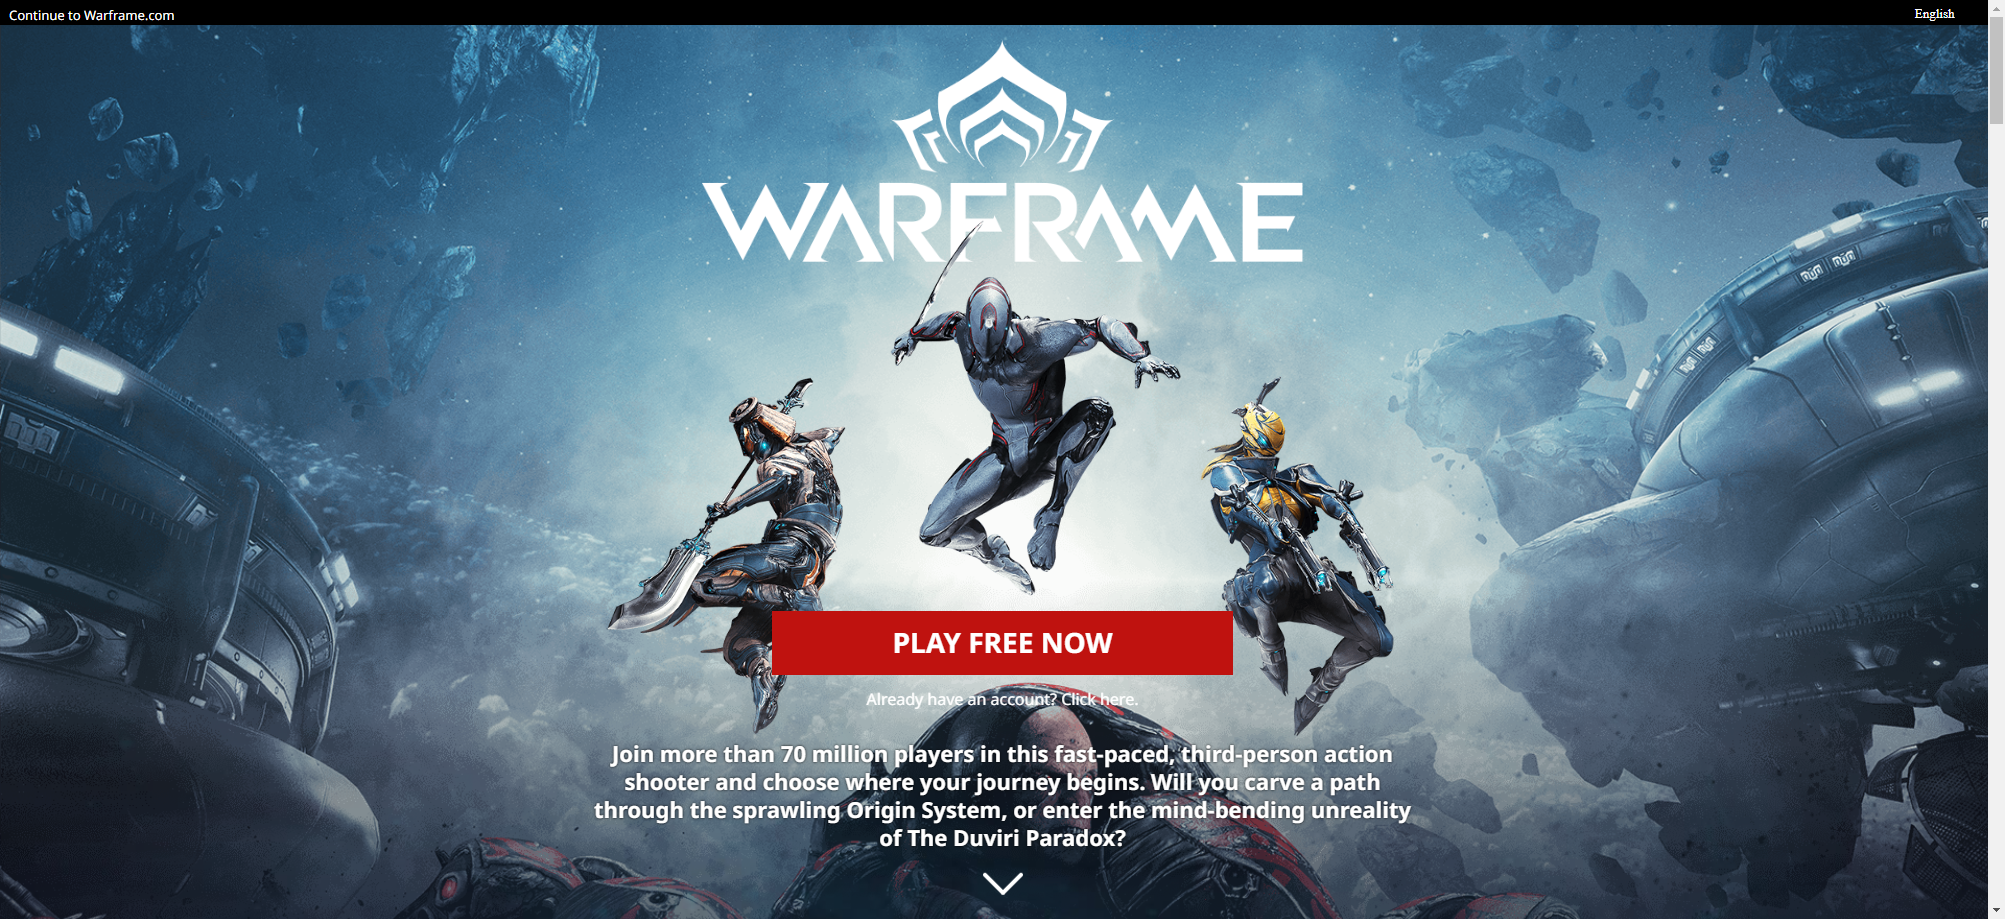 Continue to Warframe.com
English
WARFRAME
PLAY FREE NOW
Already have an account? Click here.
Join more than 70 million players in this fast-paced, third-person action
shooter and choose where your journey begins. Will you carve a path
through the sprawling Origin System, or enter the mind-bending unreality
of The Duviri Paradox?